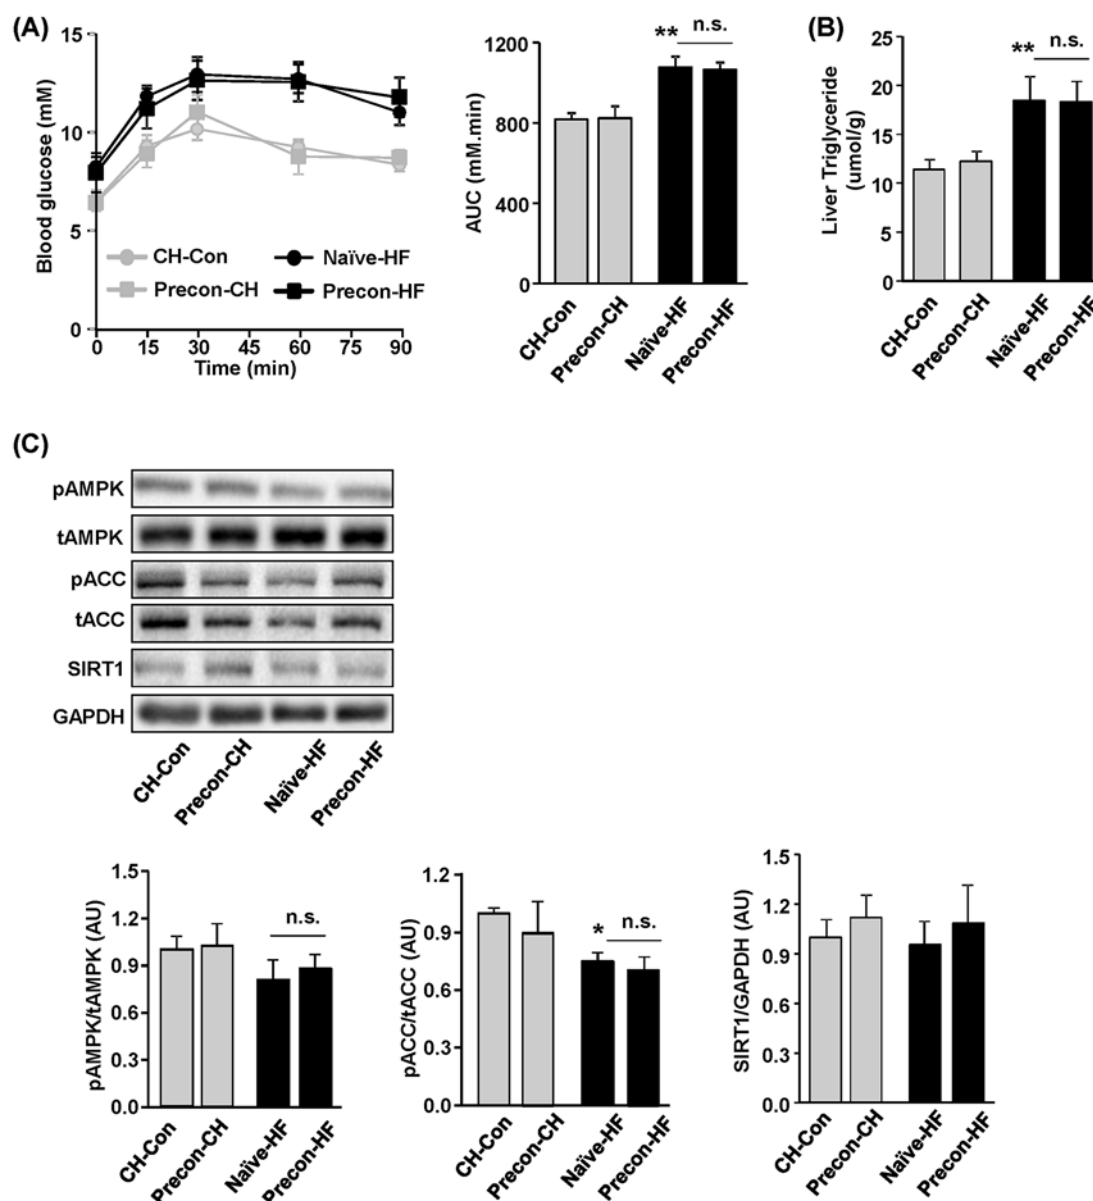 (A)
Blood glucose (mM)
15
10
5
0
CH-Con
Naïve-HF
Precon-CH
Precon-HF
0 15 30 45 60 75 90
Time (min)
AUC (mM.min)
1200
800
400
0
** n.s.
CH-Con
Precon-CH
Naïve-HF
Precon-HF
(B)
Liver Triglyceride
(umol/g)
25
20
15
10
5
0
** n.s.
CH-Con
Precon-CH
Naïve-HF
Precon-HF
(C)
pAMPK
tAMPK
pACC
tACC
SIRT1
GAPDH
CH-Con
Precon-CH
Naïve-HF
Precon-HF
pAMPK/tAMPK (AU)
1.5
1.2
0.9
0.6
0.3
0.0
n.s.
CH-Con
Precon-CH
Naïve-HF
Precon-HF
pACC/tACC (AU)
1.2
0.9
0.6
0.3
0.0
* n.s.
CH-Con
Precon-CH
Naïve-HF
Precon-HF
SIRT1/GAPDH (AU)
1.5
1.2
0.9
0.6
0.3
0.0
CH-Con
Precon-CH
Naïve-HF
Precon-HF